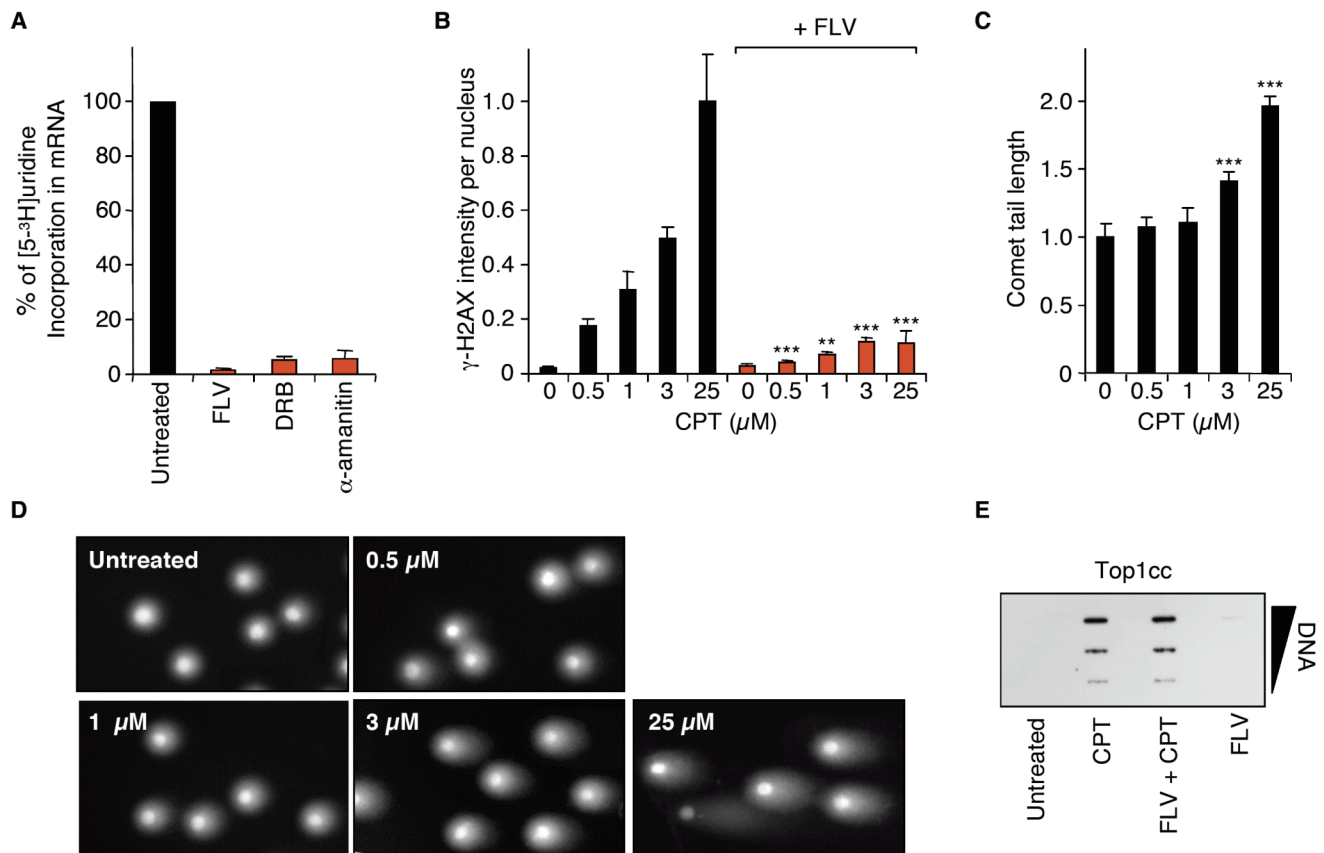 A
% of [5-³H]uridine
Incorporation in mRNA
100
80
60
40
20
0
Untreated
FLV
DRB
α-amanitin
B
+ FLV
γ-H2AX intensity per nucleus
1.0
0.8
0.6
0.4
0.2
0
*** ** *** ***
0 0.5 1 3 25 0 0.5 1 3 25
CPT (µM)
C
Comet tail length
2.0
1.5
1.0
0.5
0
*** ***
0 0.5 1 3 25
CPT (µM)
D
Untreated
0.5 µM
1 µM
3 µM
25 µM
E
Top1cc
DNA
Untreated
CPT
FLV + CPT
FLV